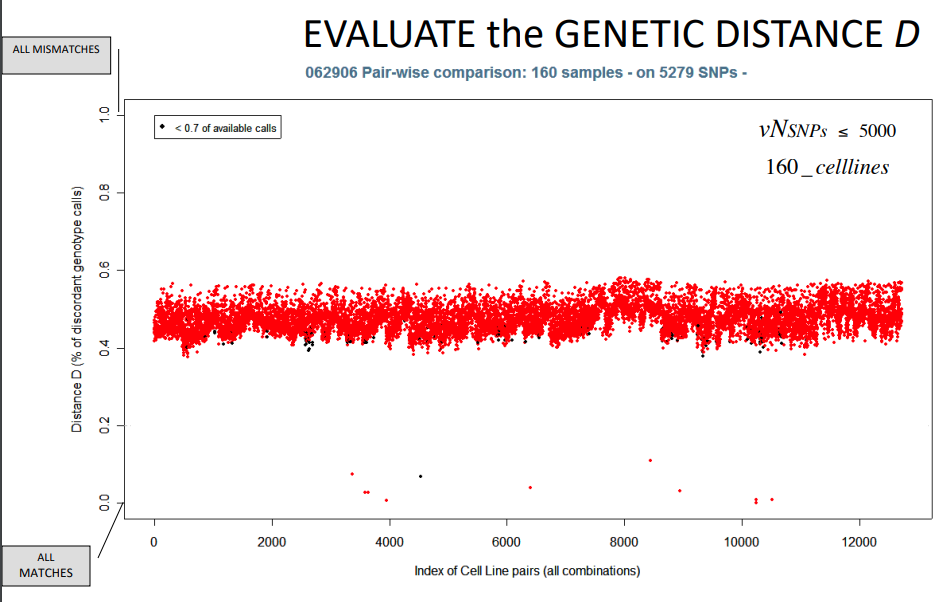 EVALUATE the GENETIC DISTANCE D
ALL MISMATCHES
062906 Pair-wise comparison: 160 samples - on 5279 SNPs -
< 0.7 of available calls
vNSNPs ≤ 5000
160_celllines
Distance D (% of discordant genotype calls)
1.0
0.8
0.6
0.4
0.2
0.0
0 2000 4000 6000 8000 10000 12000
Index of Cell Line pairs (all combinations)
ALL
MATCHES